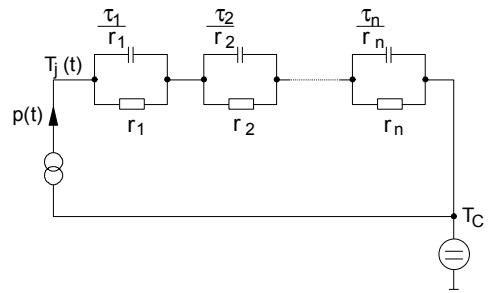 τ1 τ2 τn
r1 r2 rn
Tj (t)
p(t)
r1 r2 rn
TC